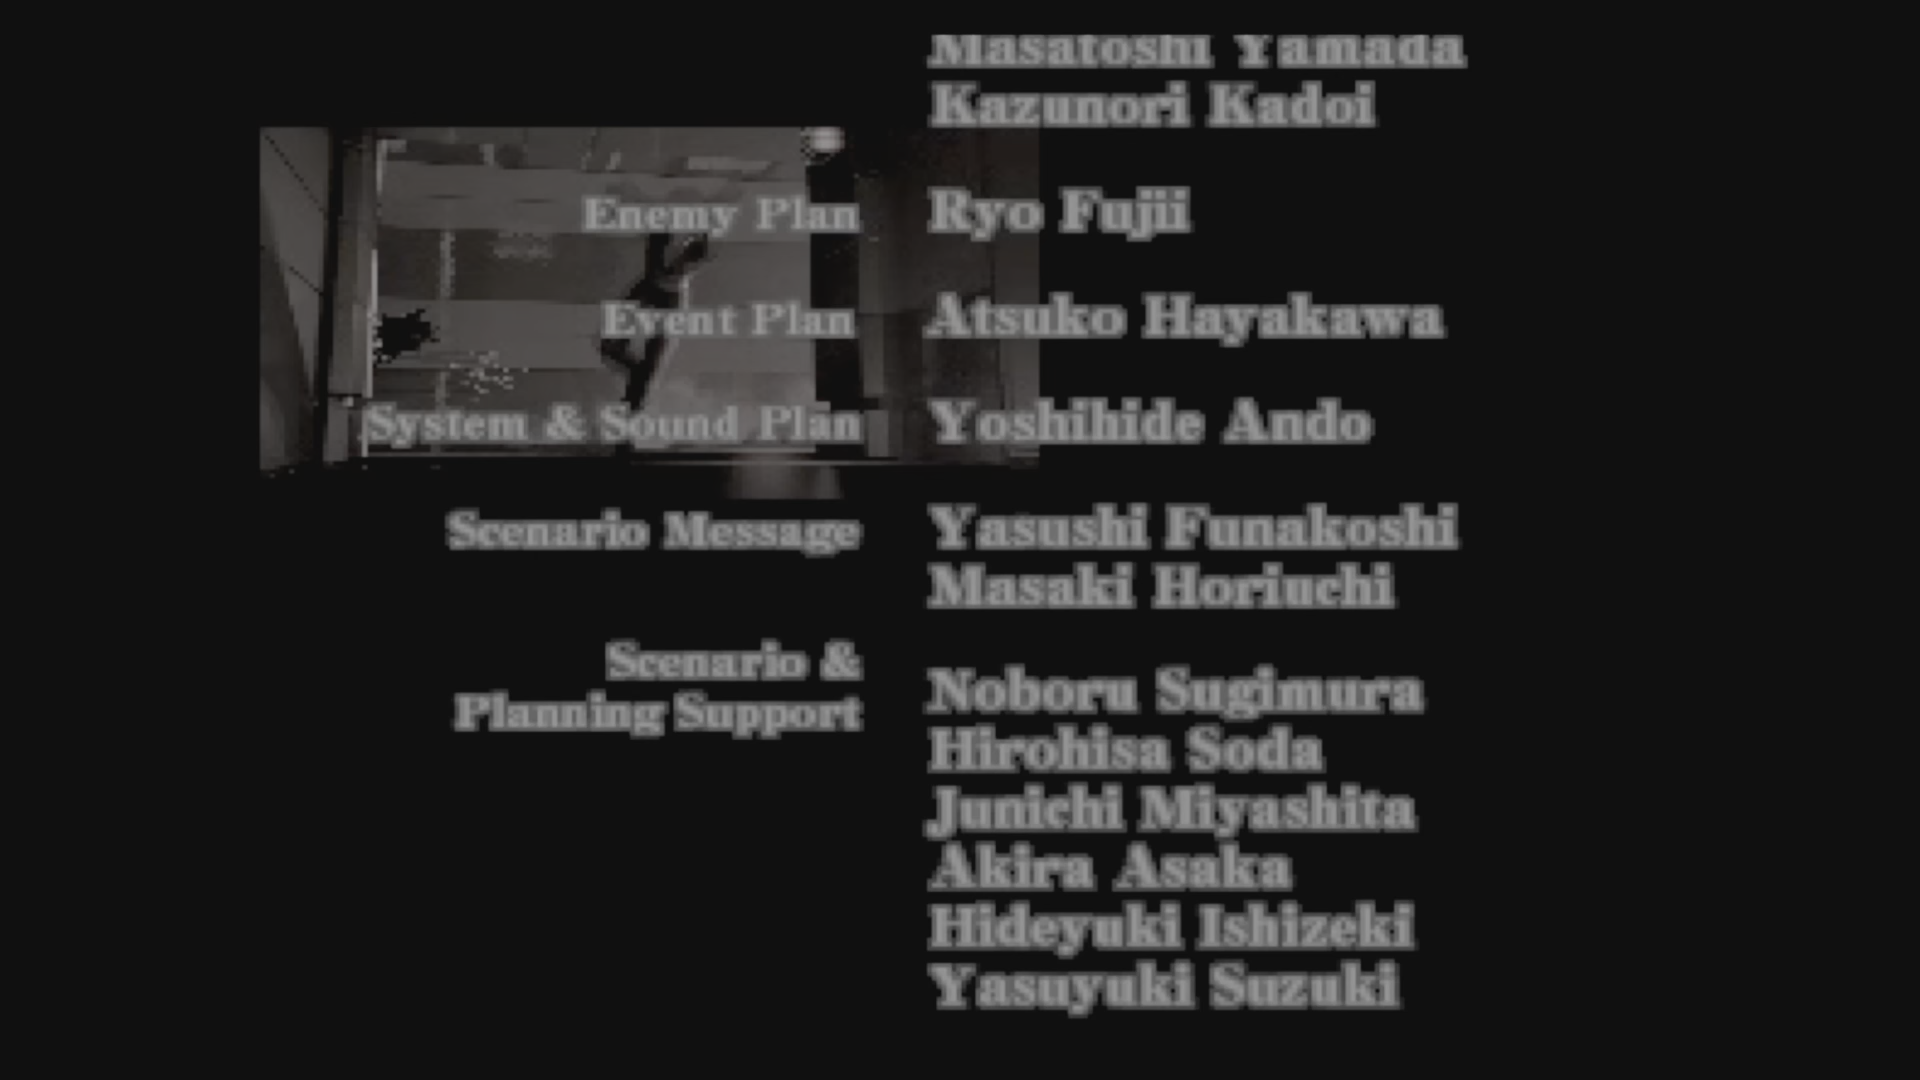 Masatoshi Yamada
Kazunori Kadoi
Enemy Plan Ryo Fujii
Event Plan Atsuko Hayakawa
System & Sound Plan Yoshihide Ando
Scenario Message Yasushi Funakoshi
Masaki Horiuchi
Scenario &
Planning Support Noboru Sugimura
Hirohisa Soda
Junichi Miyashita
Akira Asaka
Hideyuki Ishizeki
Yasuyuki Suzuki